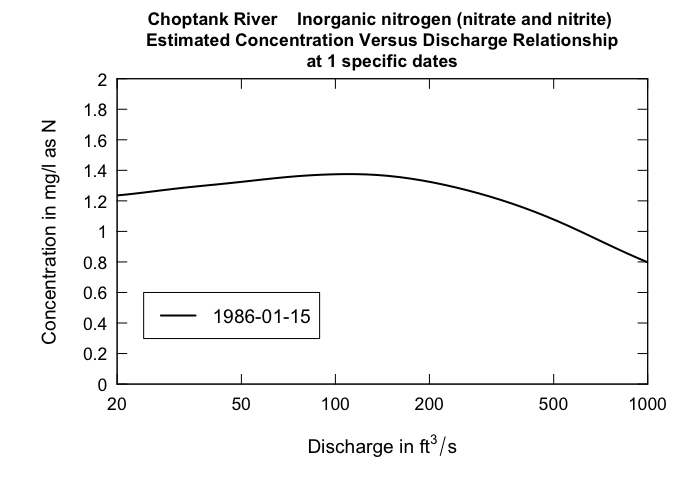 Choptank River    Inorganic nitrogen (nitrate and nitrite)
Estimated Concentration Versus Discharge Relationship
at 1 specific dates
Concentration in mg/l as N
2
1.8
1.6
1.4
1.2
1
0.8
0.6
0.4
0.2
0
1986-01-15
20 50 100 200 500 1000
Discharge in ft³/s